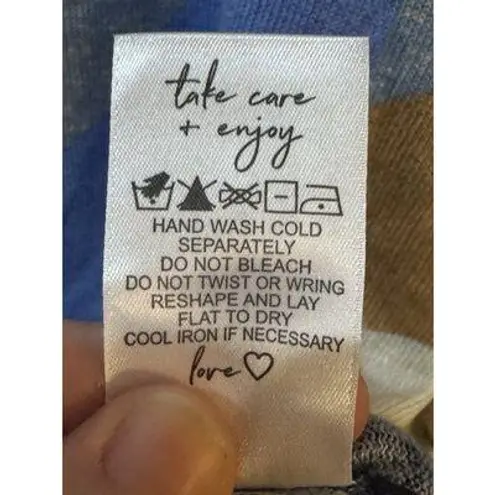 take care
+ enjoy
HAND WASH COLD
SEPARATELY
DO NOT BLEACH
DO NOT TWIST OR WRING
RESHAPE AND LAY
FLAT TO DRY
COOL IRON IF NECESSARY
love♡